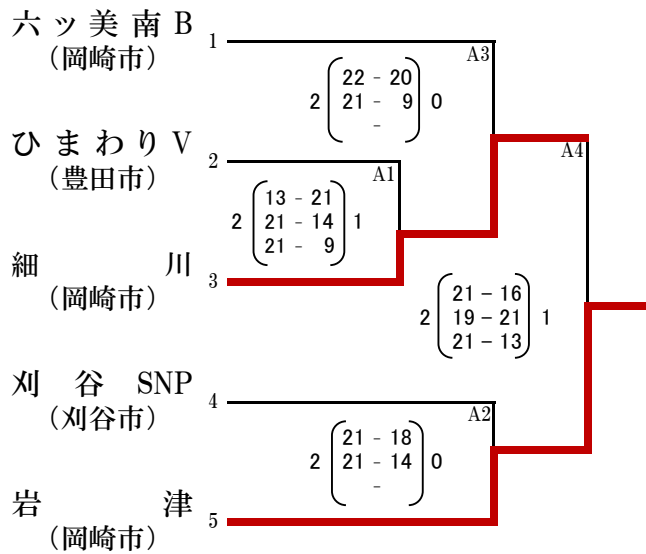 六ッ美南B
(岡崎市)
1
A3
22 - 20
2 21 - 9 0
-
ひまわりV
(豊田市)
2
A1
13 - 21
2 21 - 14 1
21 - 9
A4
細川
(岡崎市)
3
21 - 16
2 19 - 21 1
21 - 13
刈谷SNP
(刈谷市)
4
A2
21 - 18
2 21 - 14 0
-
岩津
(岡崎市)
5